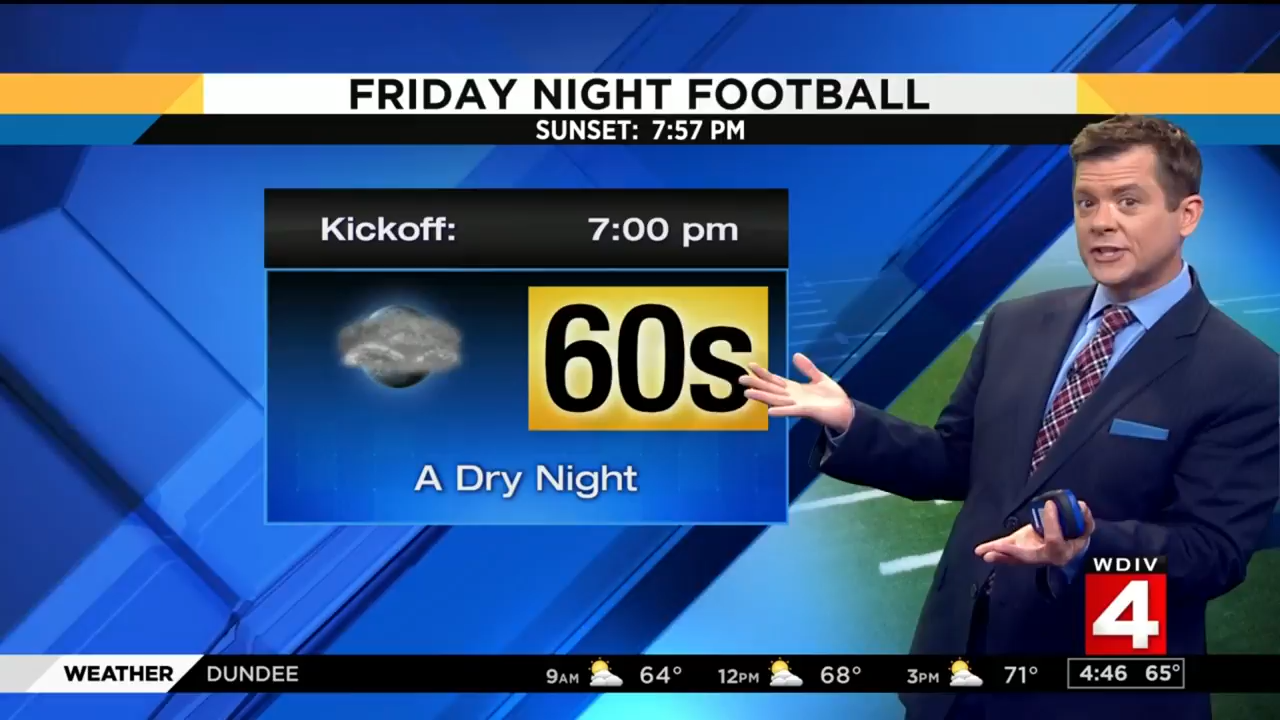 FRIDAY NIGHT FOOTBALL
SUNSET: 7:57 PM
Kickoff: 7:00 pm
60s
A Dry Night
WDIV
4
WEATHER DUNDEE 9AM 64° 12PM 68° 3PM 71° 4:46 65°